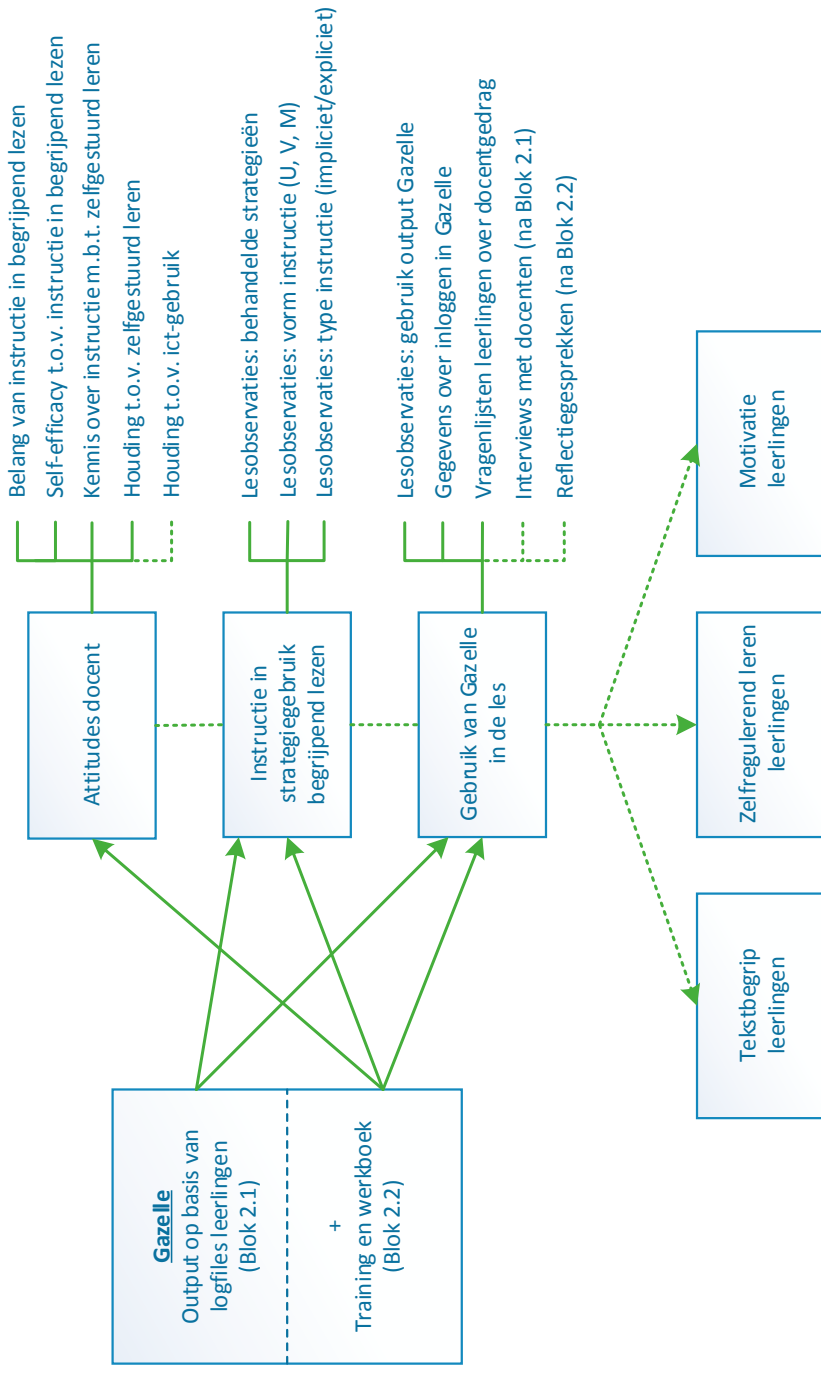 Gazelle
Output op basis van
logfiles leerlingen
(Blok 2.1)
+
Training en werkboek
(Blok 2.2)
Attitudes docent
Belang van instructie in begrijpend lezen
Self-efficacy t.o.v. instructie in begrijpend lezen
Kennis over instructie m.b.t. zelfgestuurd leren
Houding t.o.v. zelfgestuurd leren
Houding t.o.v. ict-gebruik
Instructie in
strategiegebruik
begrijpend lezen
Lesobservaties: behandelde strategieën
Lesobservaties: vorm instructie (U, V, M)
Lesobservaties: type instructie (impliciet/expliciet)
Gebruik van Gazelle
in de les
Lesobservaties: gebruik output Gazelle
Gegevens over inloggen in Gazelle
Vragenlijsten leerlingen over docentgedrag
Interviews met docenten (na Blok 2.1)
Reflectiegesprekken (na Blok 2.2)
Tekstbegrip
leerlingen
Zelfregulerend leren
leerlingen
Motivatie
leerlingen